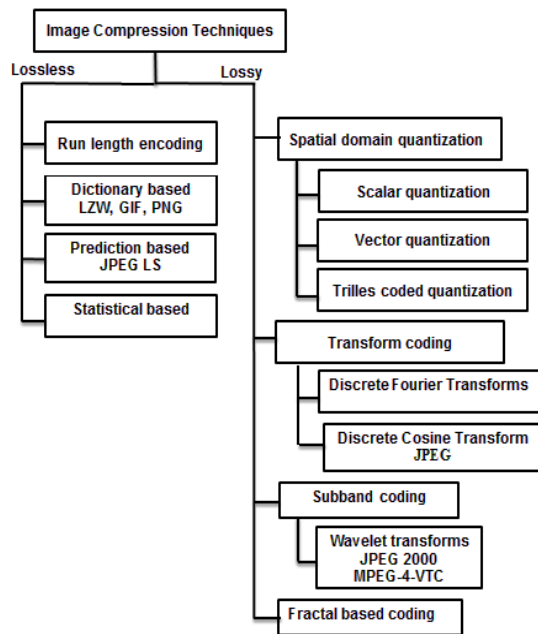 Image Compression Techniques
Lossless
Lossy
Run length encoding
Dictionary based
LZW, GIF, PNG
Prediction based
JPEG LS
Statistical based
Spatial domain quantization
Scalar quantization
Vector quantization
Trilles coded quantization
Transform coding
Discrete Fourier Transforms
Discrete Cosine Transform
JPEG
Subband coding
Wavelet transforms
JPEG 2000
MPEG-4-VTC
Fractal based coding